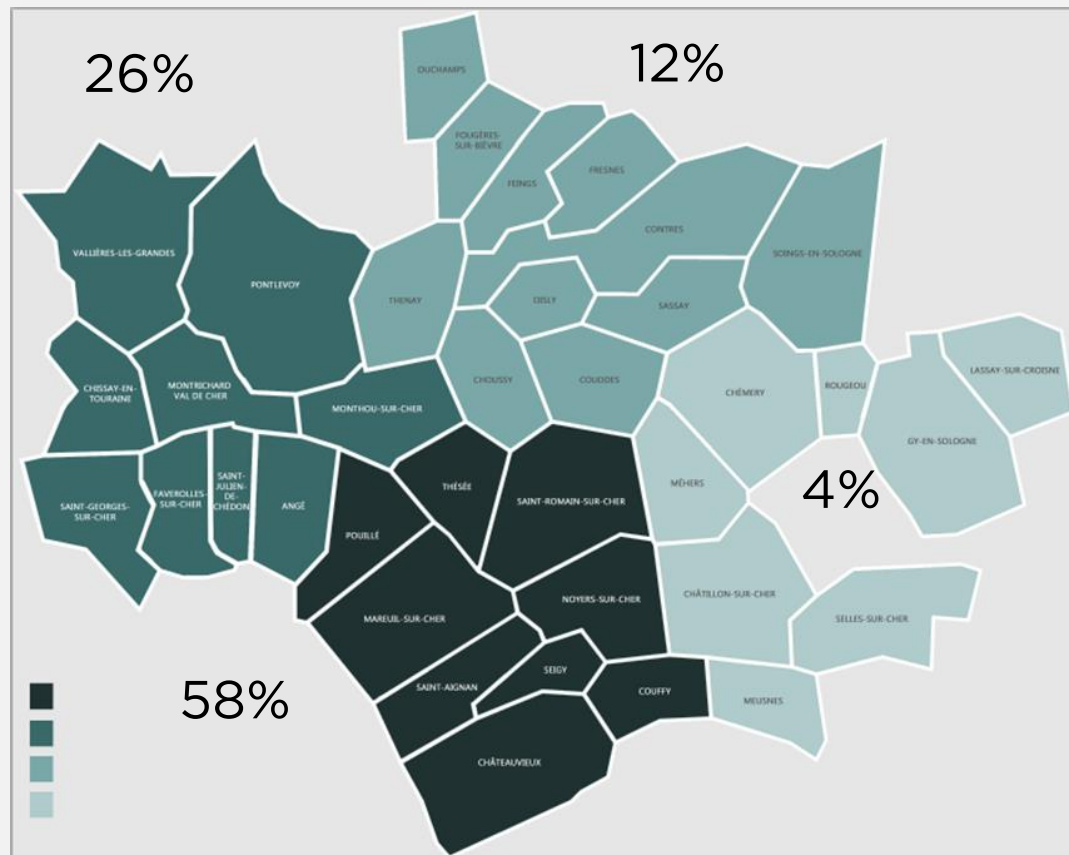 26%
12%
OUCHAMPS
FOUGÈRES-
SUR-BIÈVRE
FEINGS
FRESNES
CONTRES
SOINGS-EN-SOLOGNE
VALLIÈRES-LES-GRANDES
PONTLEVOY
THENAY
OISLY
SASSAY
CHISSAY-EN-
TOURAINE
MONTRICHARD
VAL DE CHER
MONTHOU-SUR-CHER
CHOUSSY
COUDDES
CHÉMERY
ROUGEOU
LASSAY-SUR-CROISNE
GY-EN-SOLOGNE
SAINT-GEORGES-
SUR-CHER
FAVEROLLES-
SUR-CHER
SAINT-
JULIEN-
DE-
CHÉDON
ANGÉ
POUILLÉ
THÉSÉE
SAINT-ROMAIN-SUR-CHER
MÉHERS
4%
MAREUIL-SUR-CHER
NOYERS-SUR-CHER
CHÂTILLON-SUR-CHER
SELLES-SUR-CHER
58%
SAINT-AIGNAN
SEIGY
COUFFY
MEUSNES
CHÂTEAUVIEUX